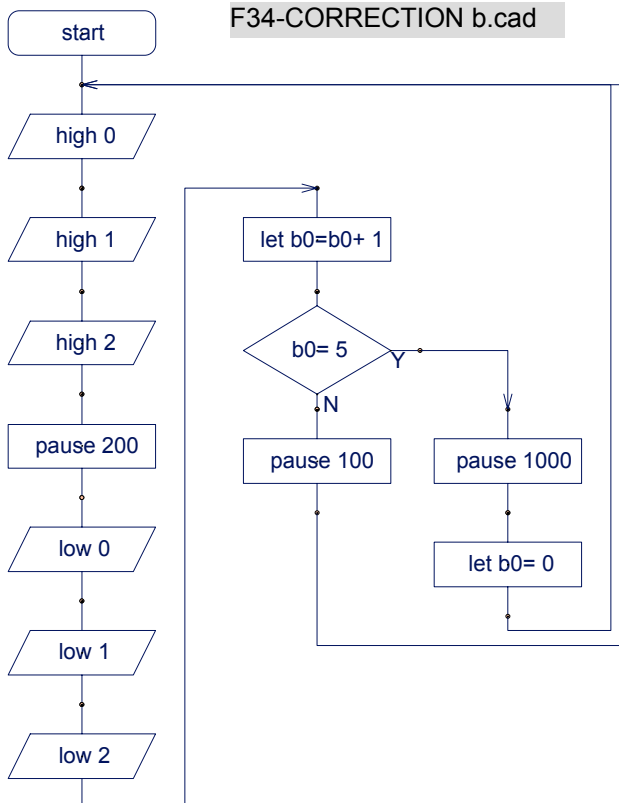 F34-CORRECTION b.cad
start
high 0
high 1
high 2
pause 200
low 0
low 1
low 2
let b0=b0+ 1
b0= 5
Y
N
pause 100
pause 1000
let b0= 0